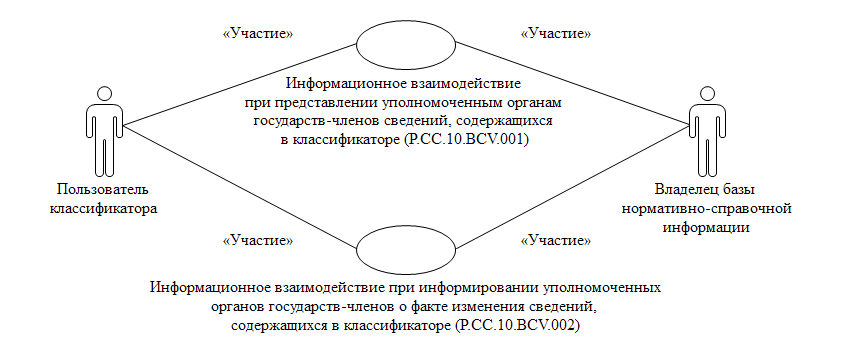 «Участие»
«Участие»
Информационное взаимодействие
при представлении уполномоченным органам
государств-членов сведений, содержащихся
в классификаторе (P.CC.10.BCV.001)
Пользователь
классификатора
Владелец базы
нормативно-справочной
информации
«Участие»
«Участие»
Информационное взаимодействие при информировании уполномоченных
органов государств-членов о факте изменения сведений,
содержащихся в классификаторе (P.CC.10.BCV.002)